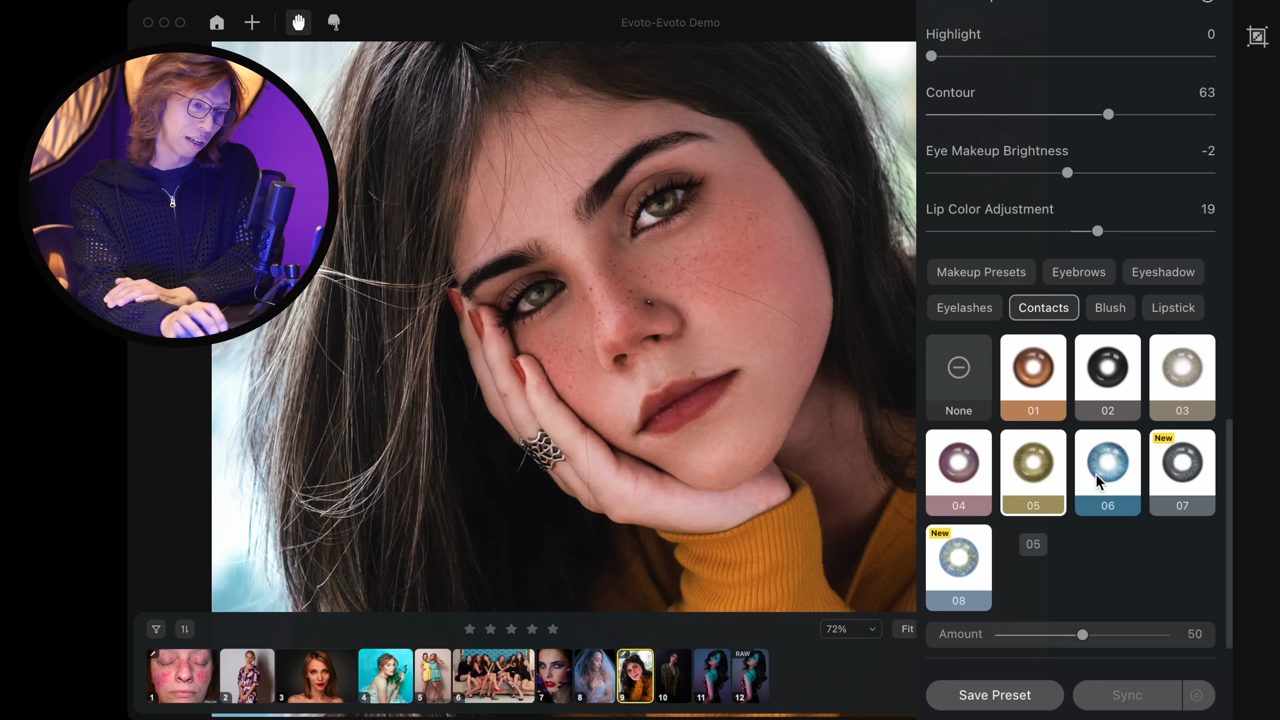 Evoto-Evoto Demo
Highlight 0
Contour 63
Eye Makeup Brightness -2
Lip Color Adjustment 19
Makeup Presets Eyebrows Eyeshadow
Eyelashes Contacts Blush Lipstick
None 01 02 03
New
04 05 06 07
New
05
08
Amount 50
72% Fit
RAW
1 2 3 4 5 6 7 8 9 10 11 12
Save Preset Sync